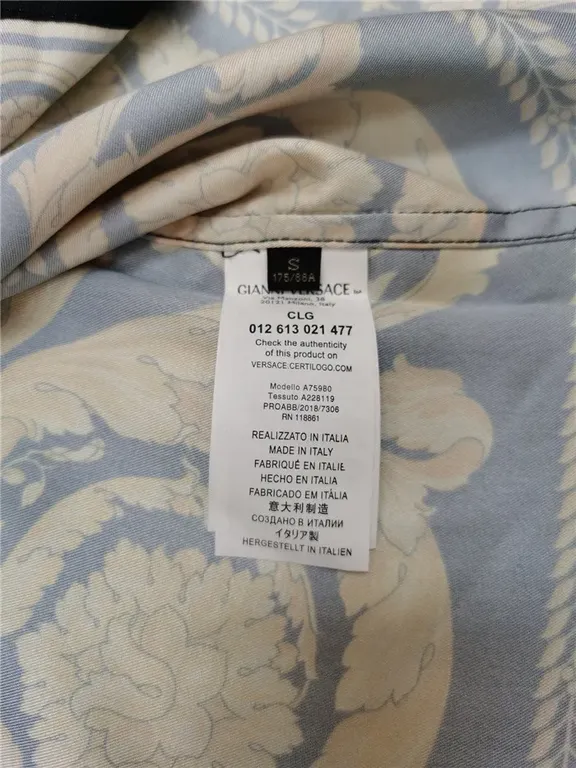 S
175/86A
GIANNI VERSACE
Via Manzoni, 38
20121 Milano, Italy
CLG
012 613 021 477
Check the authenticity
of this product on
VERSACE.CERTILOGO.COM
Modello A75980
Tessuto A228119
PROABB/2018/7306
RN 118861
REALIZZATO IN ITALIA
MADE IN ITALY
FABRIQUÉ EN ITALIE
HECHO EN ITALIA
FABRICADO EM ITÁLIA
意大利制造
СОЗДАНО В ИТАЛИИ
イタリア製
HERGESTELLT IN ITALIEN